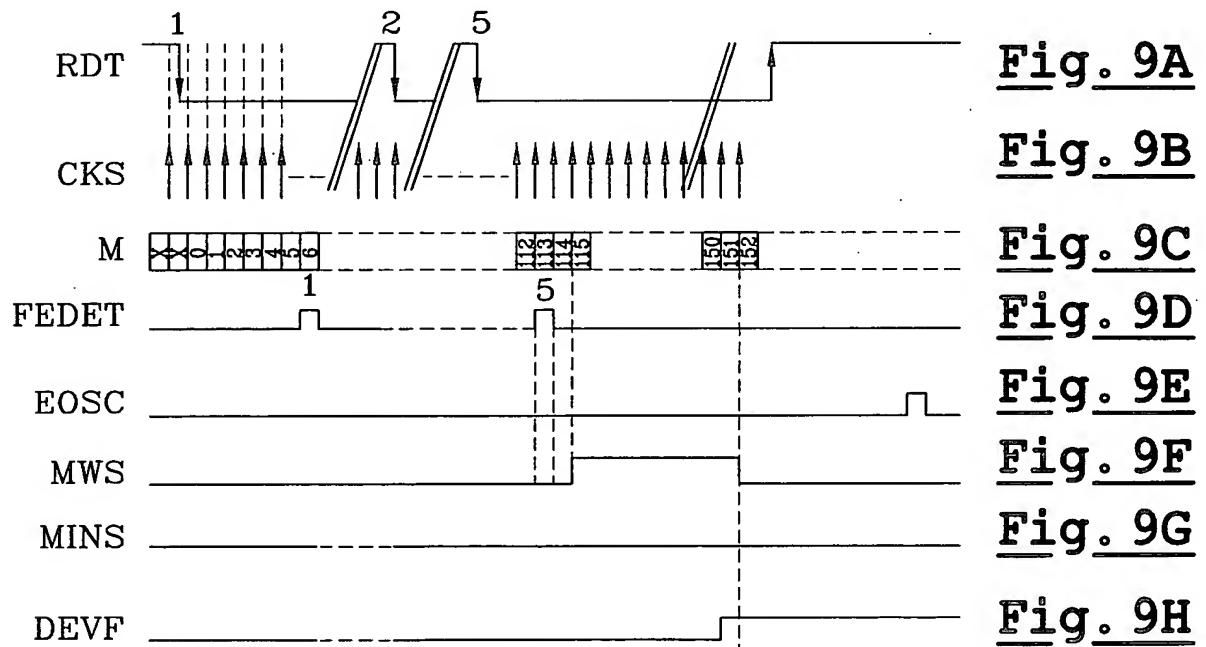 1 2 5
RDT Fig. 9A
CKS Fig. 9B
M X X 0 1 2 3 4 5 6 112 113 114 115 150 151 152 Fig. 9C
1 5
FEDET Fig. 9D
EOSC Fig. 9E
MWS Fig. 9F
MINS Fig. 9G
DEVF Fig. 9H